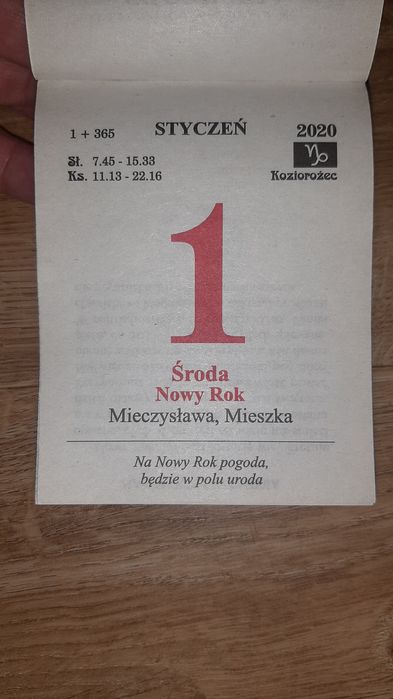 1 + 365 STYCZEŃ 2020
Sł. 7.45 - 15.33
Ks. 11.13 - 22.16 Koziorożec
1
Środa
Nowy Rok
Mieczysława, Mieszka
Na Nowy Rok pogoda,
będzie w polu uroda